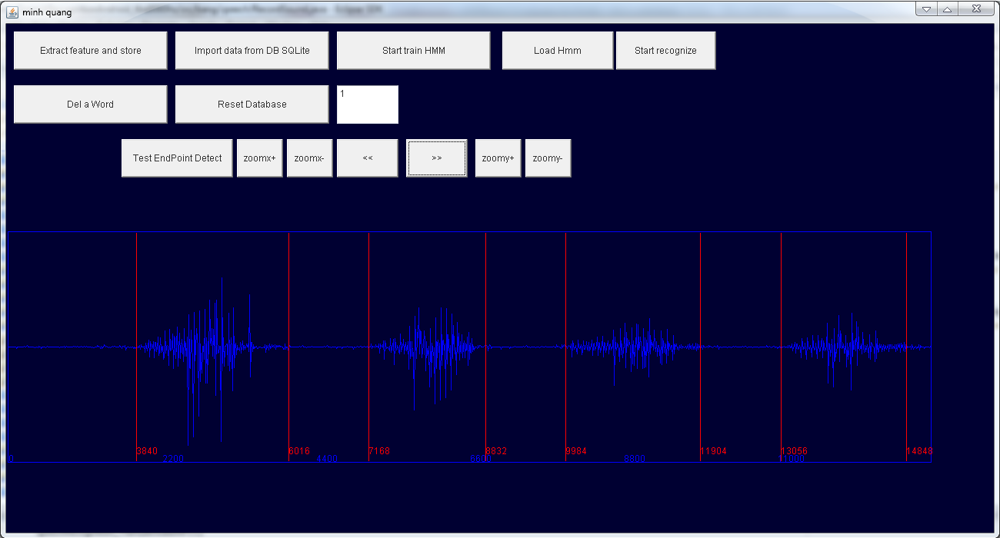 minh quang
Extract feature and store Import data from DB SQLite Start train HMM Load Hmm Start recognize
Del a Word Reset Database 1
Test EndPoint Detect zoomx+ zoomx- << >> zoomy+ zoomy-
3840 6016 7168 8832 9984 11904 13056 14848
0 2200 4400 6600 8800 11000